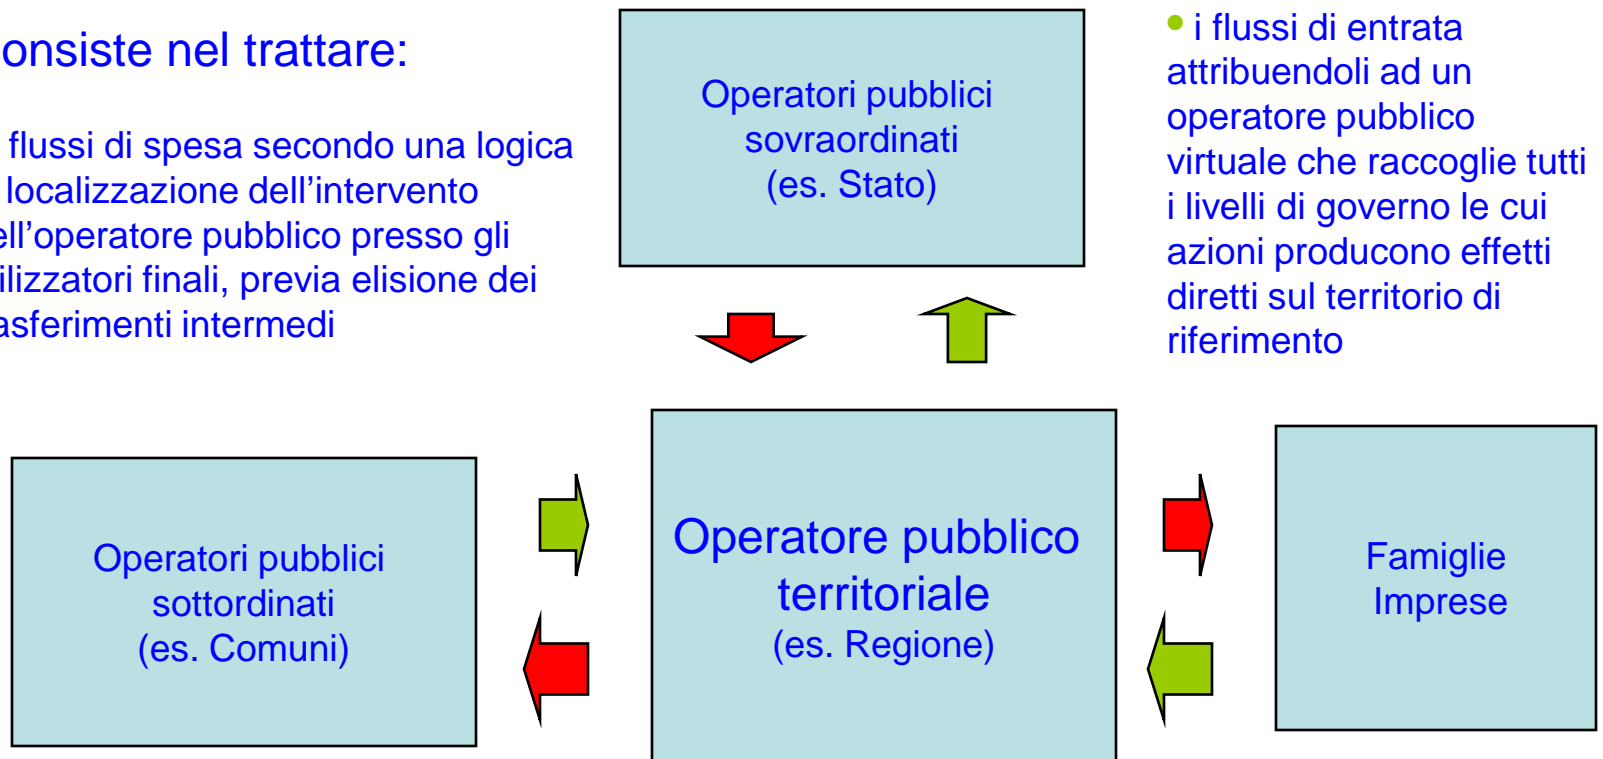 onsiste nel trattare:
flussi di spesa secondo una logica
localizzazione dell'intervento
ell'operatore pubblico presso gli
ilizzatori finali, previa elisione dei
asferimenti intermedi
Operatori pubblici
sovraordinati
(es. Stato)
• i flussi di entrata
attribuendoli ad un
operatore pubblico
virtuale che raccoglie tutti
i livelli di governo le cui
azioni producono effetti
diretti sul territorio di
riferimento
Operatori pubblici
sottordinati
(es. Comuni)
Operatore pubblico
territoriale
(es. Regione)
Famiglie
Imprese